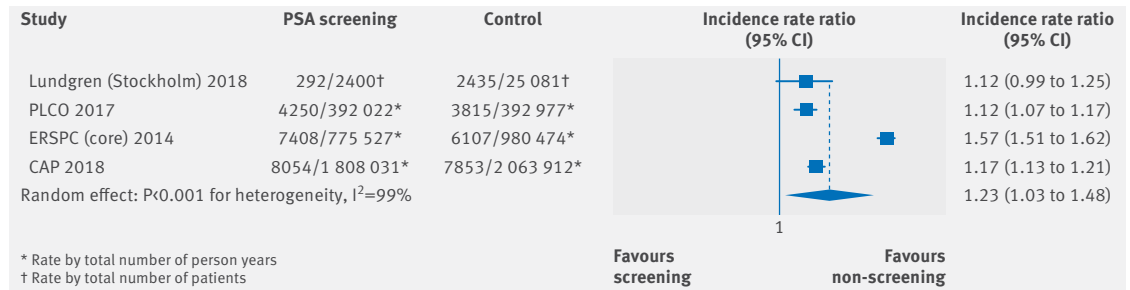 Study PSA screening Control Incidence rate ratio (95% CI) Incidence rate ratio (95% CI)
Lundgren (Stockholm) 2018 292/2400† 2435/25 081† 1.12 (0.99 to 1.25)
PLCO 2017 4250/392 022* 3815/392 977* 1.12 (1.07 to 1.17)
ERSPC (core) 2014 7408/775 527* 6107/980 474* 1.57 (1.51 to 1.62)
CAP 2018 8054/1 808 031* 7853/2 063 912* 1.17 (1.13 to 1.21)
Random effect: P<0.001 for heterogeneity, I²=99% 1.23 (1.03 to 1.48)
1
* Rate by total number of person years
† Rate by total number of patients
Favours screening Favours non-screening